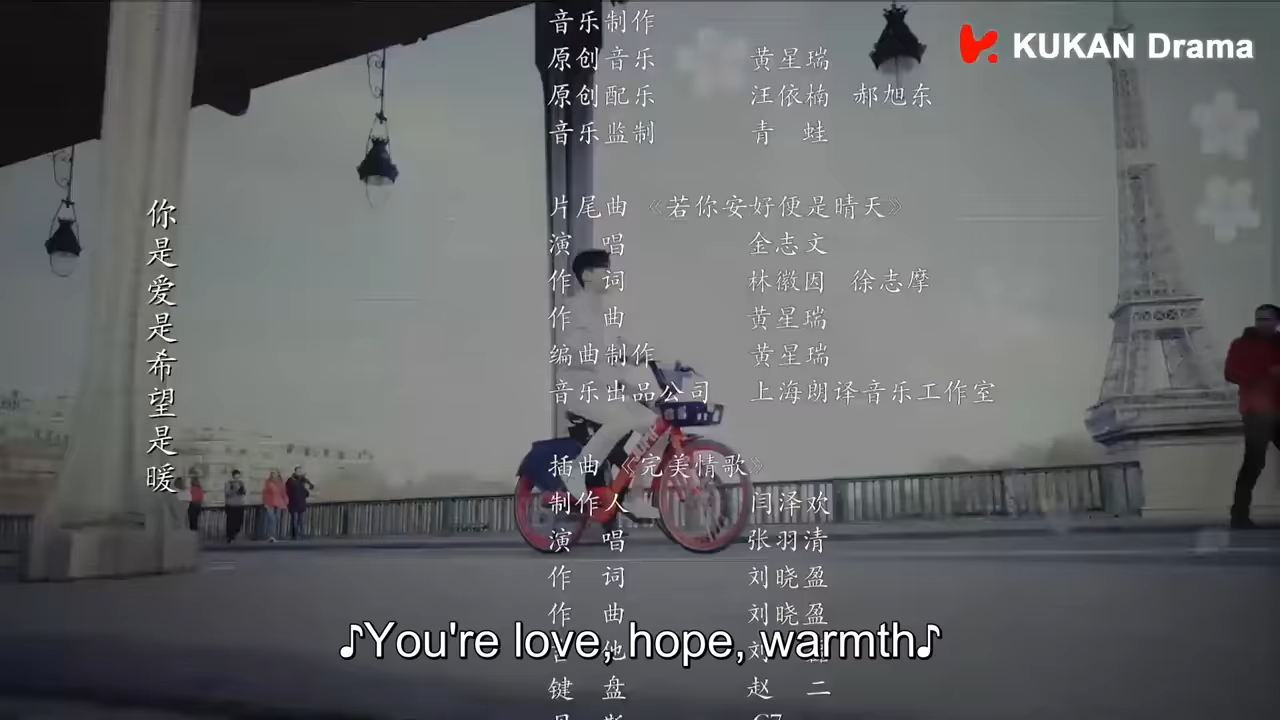 KUKAN Drama
音乐制作
原创音乐 黄星瑞
原创配乐 汪依楠 郝旭东
音乐监制 青 蛙
片尾曲 《若你安好便是晴天》
演 唱 金志文
作 词 林徽因 徐志摩
作 曲 黄星瑞
编曲制作 黄星瑞
音乐出品公司 上海朗译音乐工作室
插曲 《完美情歌》
制作人 闫泽欢
演 唱 张羽清
作 词 刘晓盈
作 曲 刘晓盈
吉 他 刘
键 盘 赵 二
你是爱是希望是暖
♪You're love, hope, warmth♪